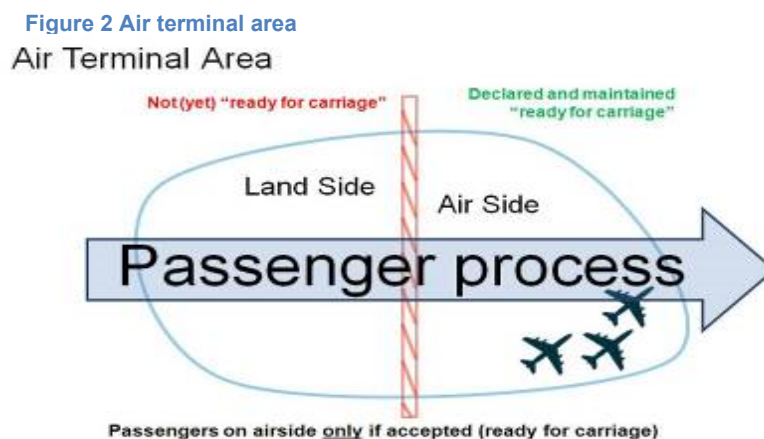 Figure 2 Air terminal area
Air Terminal Area
Not (yet) “ready for carriage”
Declared and maintained
“ready for carriage”
Land Side
Air Side
Passenger process
Passengers on airside only if accepted (ready for carriage)